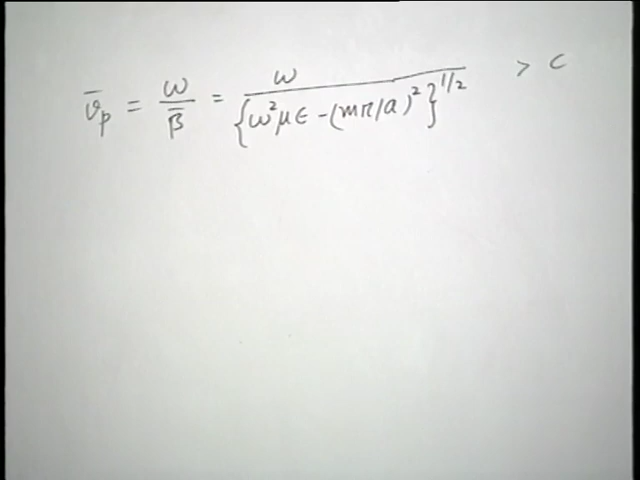 v̄ₚ = ω/β̄ = ω/{ω²με - (mπ/a)²}^1/2 > c